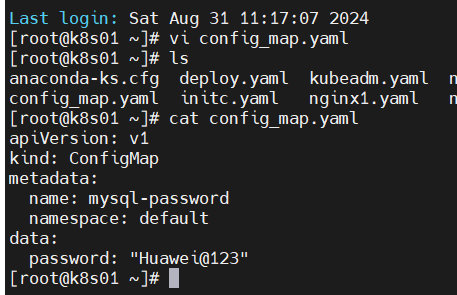 Last login: Sat Aug 31 11:17:07 2024
[root@k8s01 ~]# vi config_map.yaml
[root@k8s01 ~]# ls
anaconda-ks.cfg  deploy.yaml  kubeadm.yaml  n
config_map.yaml  initc.yaml  nginx1.yaml  n
[root@k8s01 ~]# cat config_map.yaml
apiVersion: v1
kind: ConfigMap
metadata:
  name: mysql-password
  namespace: default
data:
  password: "Huawei@123"
[root@k8s01 ~]#